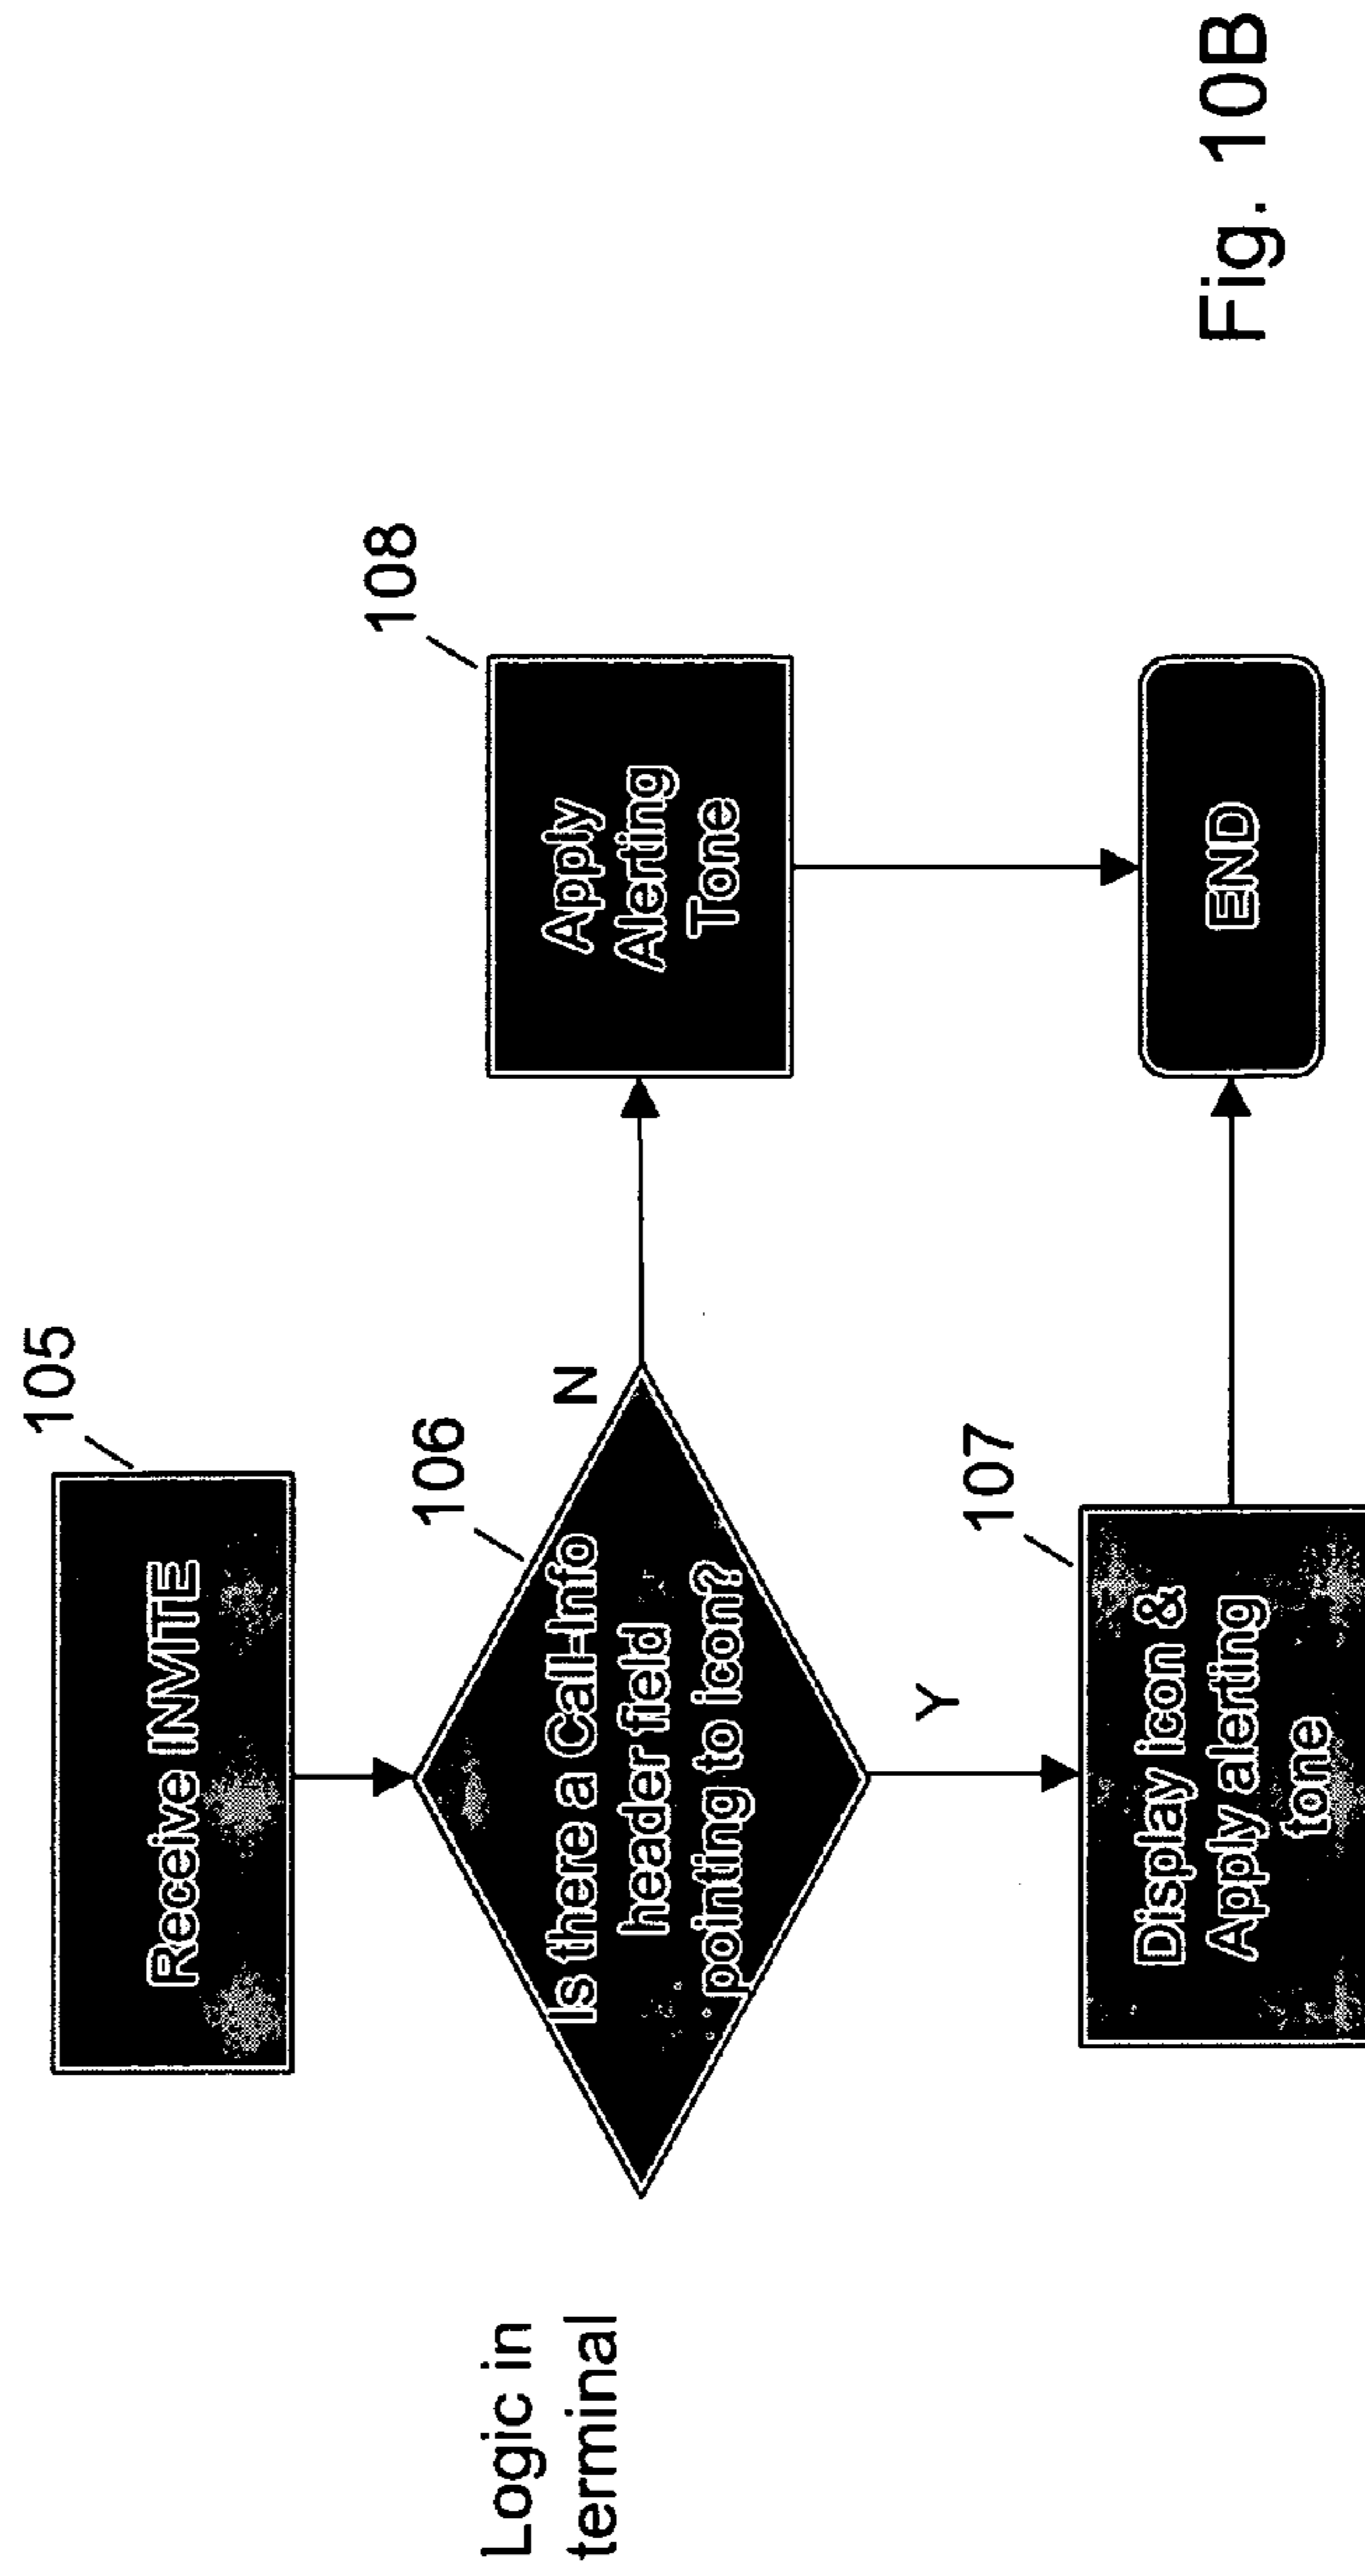 Logic in
terminal
105
Receive INVITE
106
Is there a Call-Info
header field
pointing to icon?
N
108
Apply
Alerting
Tone
Y
107
Display icon &
Apply alerting
tone
END
Fig. 10B